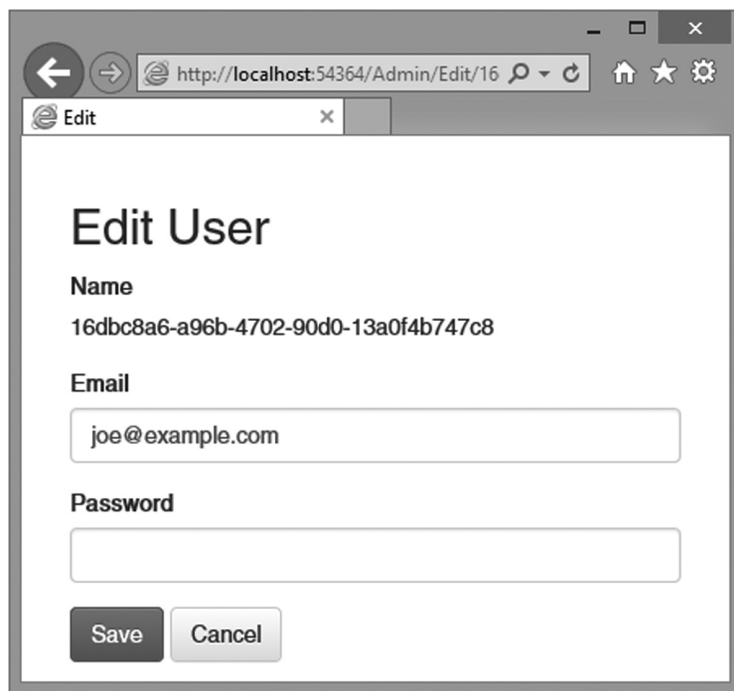 http://localhost:54364/Admin/Edit/16
Edit
Edit User
Name
16dbc8a6-a96b-4702-90d0-13a0f4b747c8
Email
joe@example.com
Password
Save Cancel